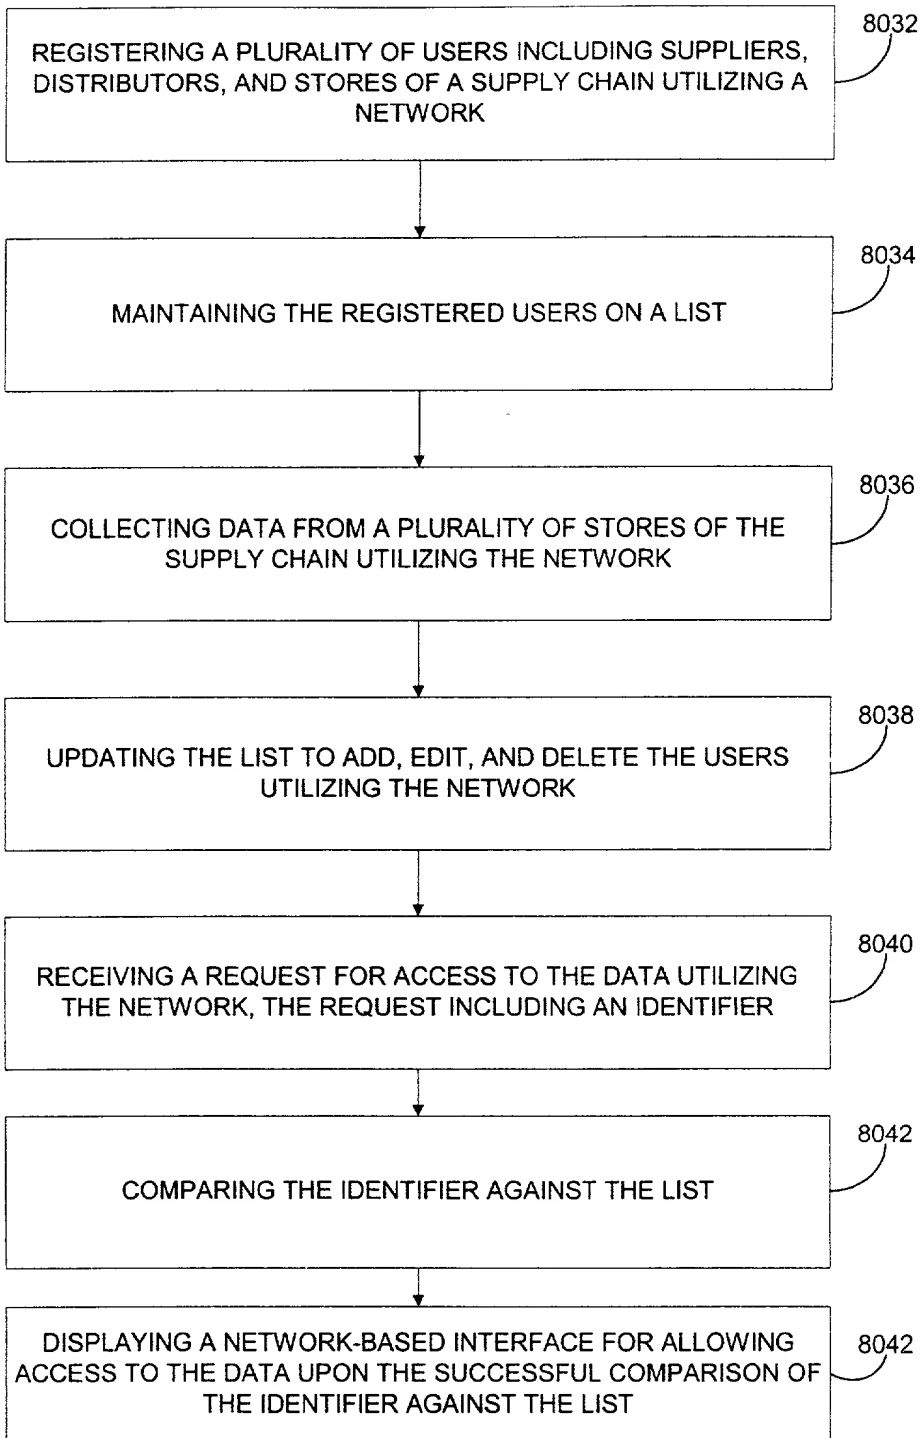 8032
REGISTERING A PLURALITY OF USERS INCLUDING SUPPLIERS,
DISTRIBUTORS, AND STORES OF A SUPPLY CHAIN UTILIZING A
NETWORK
8034
MAINTAINING THE REGISTERED USERS ON A LIST
8036
COLLECTING DATA FROM A PLURALITY OF STORES OF THE
SUPPLY CHAIN UTILIZING THE NETWORK
8038
UPDATING THE LIST TO ADD, EDIT, AND DELETE THE USERS
UTILIZING THE NETWORK
8040
RECEIVING A REQUEST FOR ACCESS TO THE DATA UTILIZING
THE NETWORK, THE REQUEST INCLUDING AN IDENTIFIER
8042
COMPARING THE IDENTIFIER AGAINST THE LIST
DISPLAYING A NETWORK-BASED INTERFACE FOR ALLOWING
ACCESS TO THE DATA UPON THE SUCCESSFUL COMPARISON OF
THE IDENTIFIER AGAINST THE LIST
8042